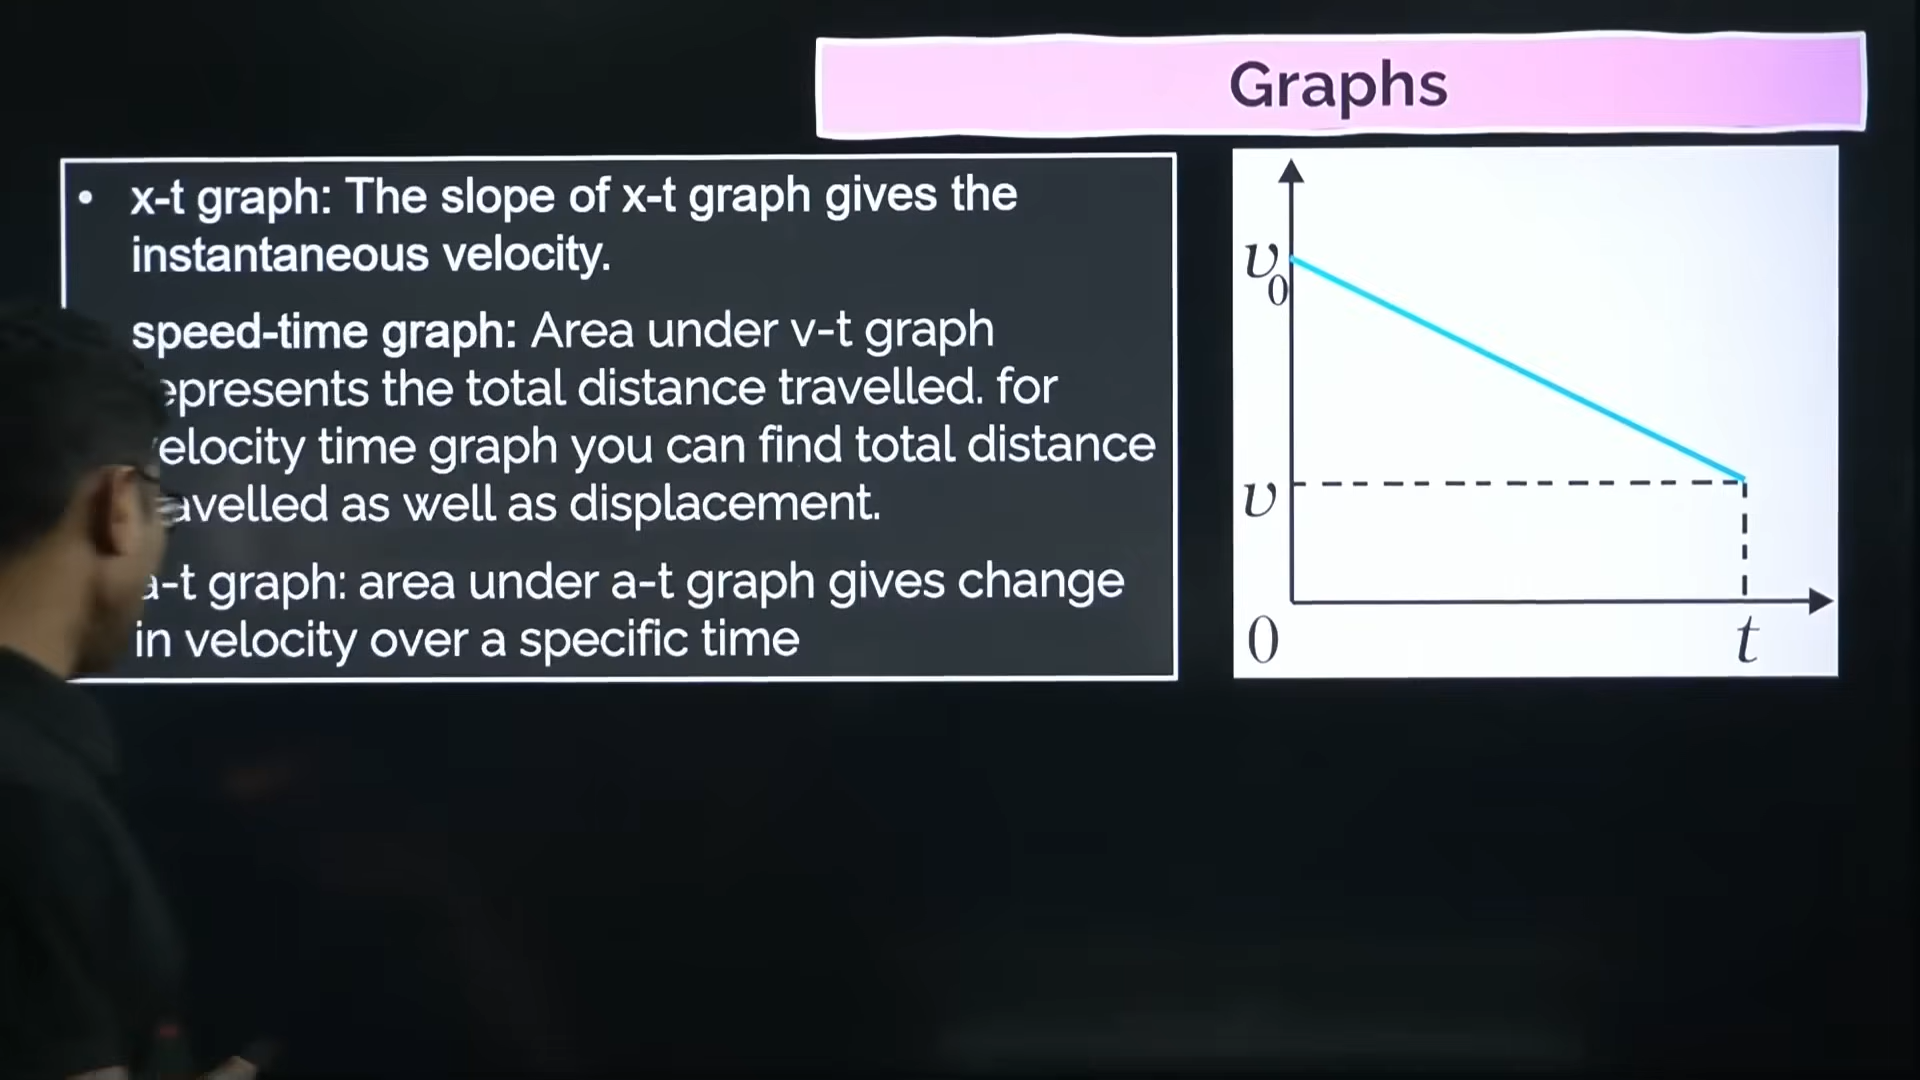 Graphs
• x-t graph: The slope of x-t graph gives the
instantaneous velocity.
speed-time graph: Area under v-t graph
the total distance travelled. for
time graph you can find total distance
as well as displacement.
a-t graph: area under a-t graph gives change
in velocity over a specific time
v₀
v
0
t